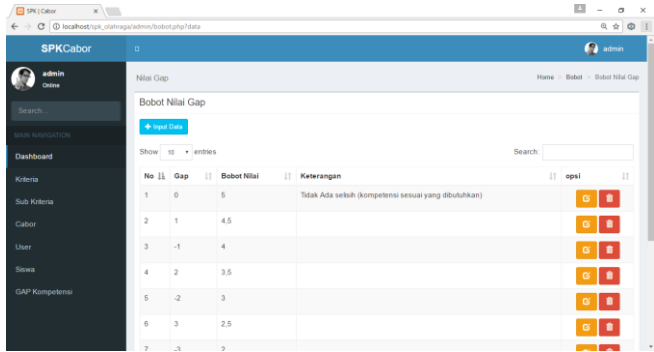 SPK | Cabor
localhost/spk_olahraga/admin/bobot.php?data
SPKCabor
admin
admin
Online
Search...
MAIN NAVIGATION
Dashboard
Kriteria
Sub Kriteria
Cabor
User
Siswa
GAP Kompetensi
Nilai Gap
Home > Bobot > Bobot Nilai Gap
Bobot Nilai Gap
+ Input Data
Show 10 entries
Search:
No Gap Bobot Nilai Keterangan opsi
1 0 5 Tidak Ada selisih (kompetensi sesuai yang dibutuhkan)
2 1 4,5
3 -1 4
4 2 3,5
5 -2 3
6 3 2,5
7 -3 2